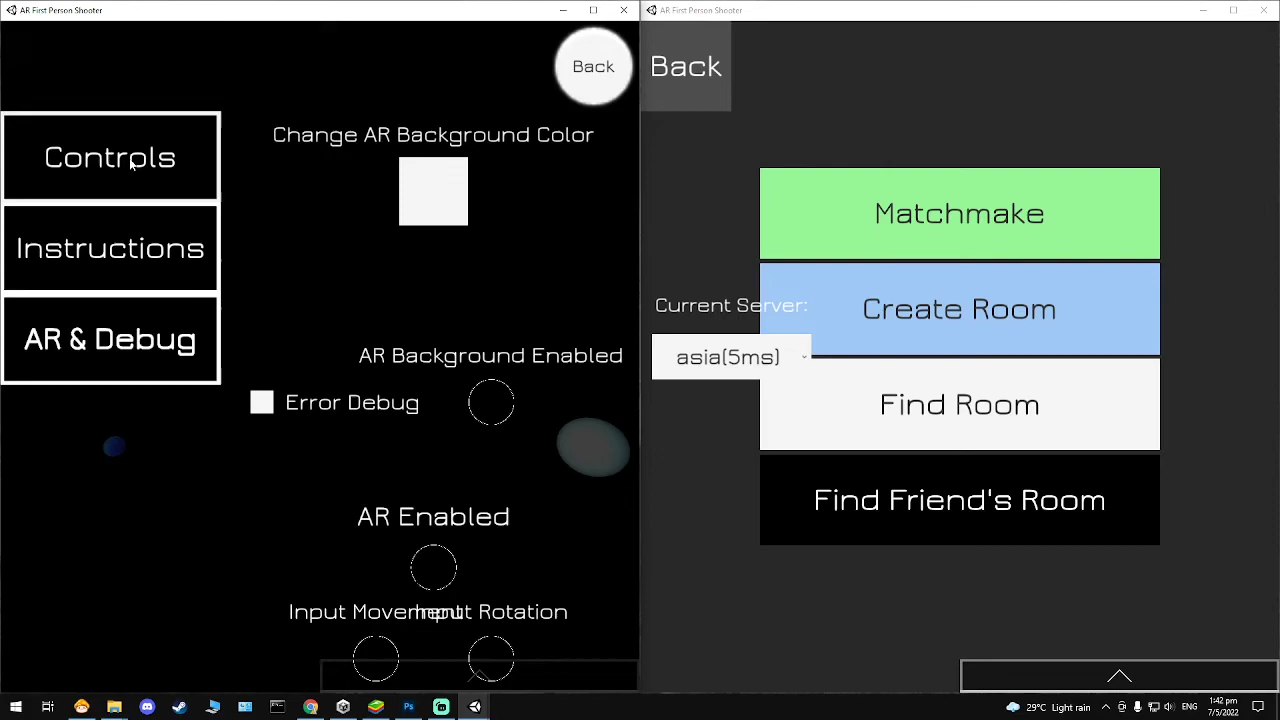 AR First Person Shooter
Back
Controls
Instructions
AR & Debug
Change AR Background Color
AR Background Enabled
Error Debug
AR Enabled
Input Movement
Input Rotation
AR First Person Shooter
Back
Matchmake
Create Room
Find Room
Find Friend's Room
Current Server:
asia(5ms)
29°C Light rain
1:42 pm
7/5/2022